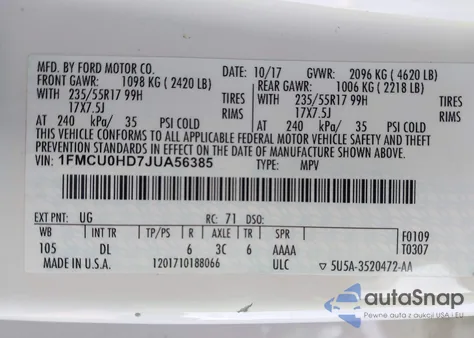 MFD. BY FORD MOTOR CO. DATE: 10/17 GVWR: 2096 KG (4620 LB)
FRONT GAWR: 1098 KG (2420 LB) REAR GAWR: 1006 KG (2218 LB)
WITH 235/55R17 99H TIRES WITH 235/55R17 99H TIRES
17X7.5J RIMS 17X7.5J RIMS
AT 240 kPa/ 35 PSI COLD AT 240 kPa/ 35 PSI COLD
THIS VEHICLE CONFORMS TO ALL APPLICABLE FEDERAL MOTOR VEHICLE SAFETY AND
THEFT PREVENTION STANDARDS IN EFFECT ON THE DATE OF MANUFACTURE SHOWN ABOVE.
VIN: 1FMCU0HD7JUA56385 TYPE: MPV
EXT PNT: UG RC: 71 DSO:
WB INT TR TP/PS R AXLE TR SPR F0109
105 DL 6 3C 6 AAAA T0307
MADE IN U.S.A. 1201710188066 ULC ▽ 5U5A-3520472-AA
autoSnap
Pewne auta z USA i EU